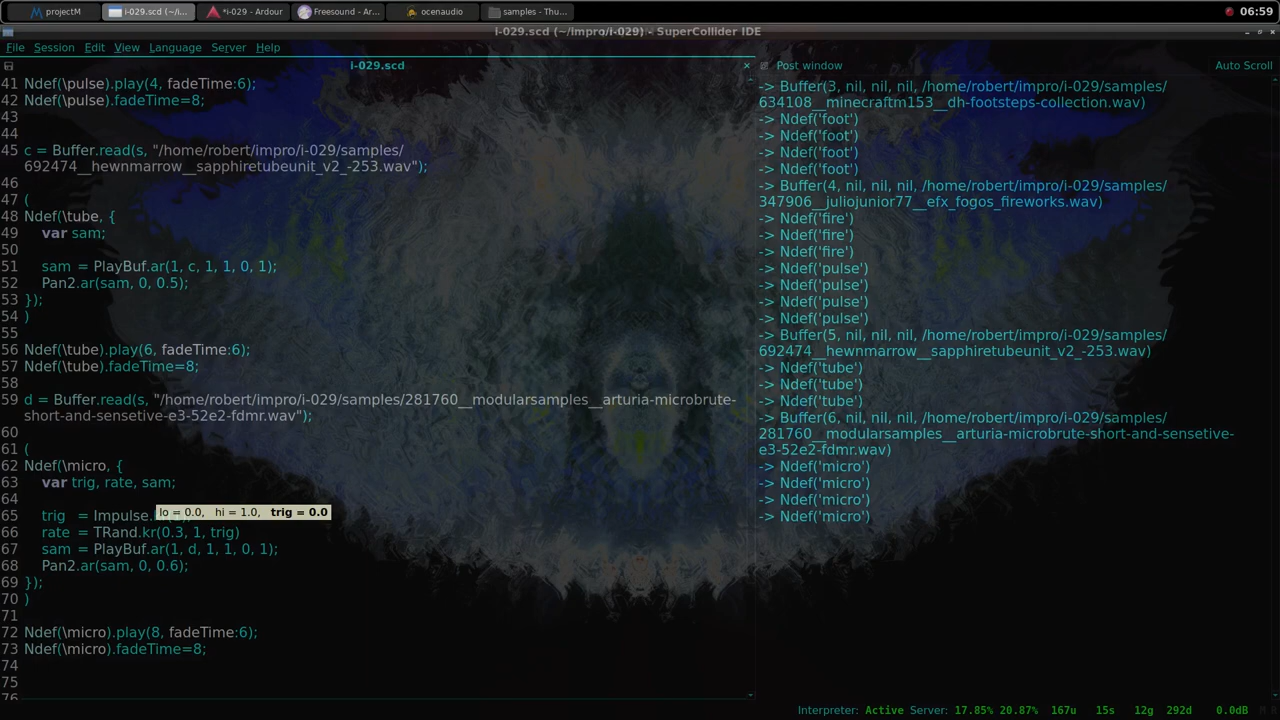 projectM
i-029.scd (~/i...
*i-029 - Ardour
Freesound - Ar...
ocenaudio
samples - Thu...
06:59
i-029.scd (~/impro/i-029) - SuperCollider IDE
File Session Edit View Language Server Help
i-029.scd
Post window
Auto Scroll
41 Ndef(\pulse).play(4, fadeTime:6);
42 Ndef(\pulse).fadeTime=8;
43
44
45 c = Buffer.read(s, "/home/robert/impro/i-029/samples/
692474__hewnmarrow__sapphiretubeunit_v2_-253.wav");
46
47 (
48 Ndef(\tube, {
49 var sam;
50
51 sam = PlayBuf.ar(1, c, 1, 1, 0, 1);
52 Pan2.ar(sam, 0, 0.5);
53 });
54 )
55
56 Ndef(\tube).play(6, fadeTime:6);
57 Ndef(\tube).fadeTime=8;
58
59 d = Buffer.read(s, "/home/robert/impro/i-029/samples/281760__modularsamples__arturia-microbrute-
short-and-sensetive-e3-52e2-fdmr.wav");
60
61 (
62 Ndef(\micro, {
63 var trig, rate, sam;
64
lo = 0.0, hi = 1.0, trig = 0.0
65 trig = Impulse.
66 rate = TRand.kr(0.3, 1, trig)
67 sam = PlayBuf.ar(1, d, 1, 1, 0, 1);
68 Pan2.ar(sam, 0, 0.6);
69 });
70 )
71
72 Ndef(\micro).play(8, fadeTime:6);
73 Ndef(\micro).fadeTime=8;
74
75
76
-> Buffer(3, nil, nil, nil, /home/robert/impro/i-029/samples/
634108__minecraftm153__dh-footsteps-collection.wav)
-> Ndef('foot')
-> Ndef('foot')
-> Ndef('foot')
-> Ndef('foot')
-> Buffer(4, nil, nil, nil, /home/robert/impro/i-029/samples/
347906__juliojunior77__efx_fogos_fireworks.wav)
-> Ndef('fire')
-> Ndef('fire')
-> Ndef('fire')
-> Ndef('pulse')
-> Ndef('pulse')
-> Ndef('pulse')
-> Ndef('pulse')
-> Buffer(5, nil, nil, nil, /home/robert/impro/i-029/samples/
692474__hewnmarrow__sapphiretubeunit_v2_-253.wav)
-> Ndef('tube')
-> Ndef('tube')
-> Ndef('tube')
-> Buffer(6, nil, nil, nil, /home/robert/impro/i-029/samples/
281760__modularsamples__arturia-microbrute-short-and-sensetive-
e3-52e2-fdmr.wav)
-> Ndef('micro')
-> Ndef('micro')
-> Ndef('micro')
-> Ndef('micro')
Interpreter: Active Server: 17.85% 20.87% 167u 15s 12g 292d 0.0dB